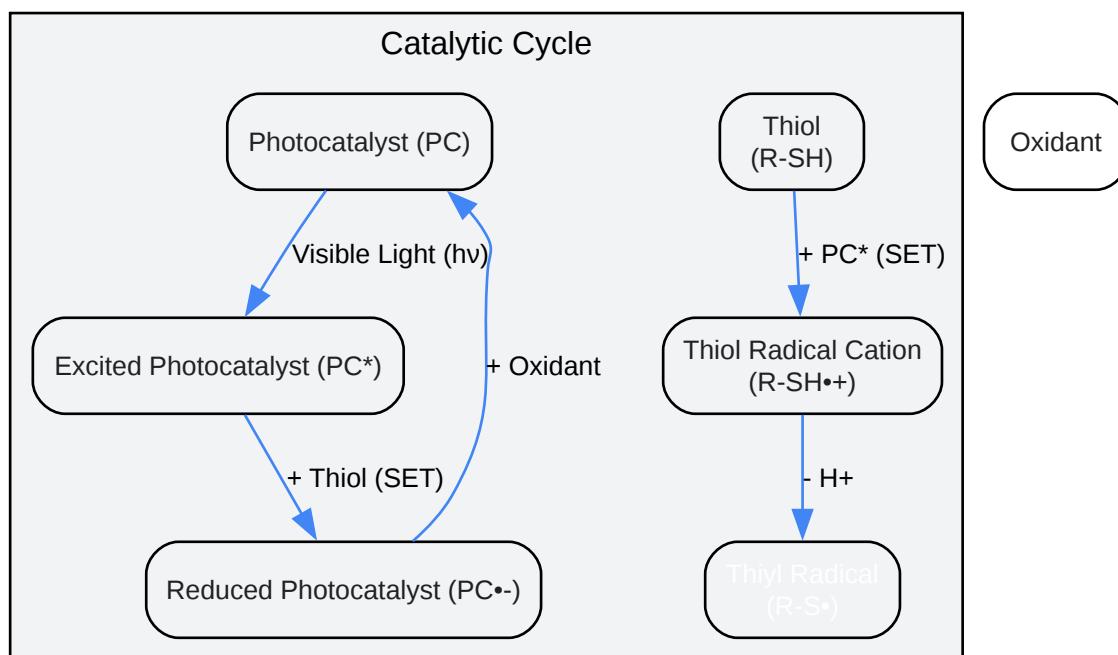 Catalytic Cycle
Photocatalyst (PC)
Thiol
(R-SH)
Oxidant
Visible Light (hν)
+ PC* (SET)
Excited Photocatalyst (PC*)
Thiol Radical Cation
(R-SH•+)
+ Oxidant
+ Thiol (SET)
- H+
Reduced Photocatalyst (PC•-)
Thiyl Radical
(R-S•)